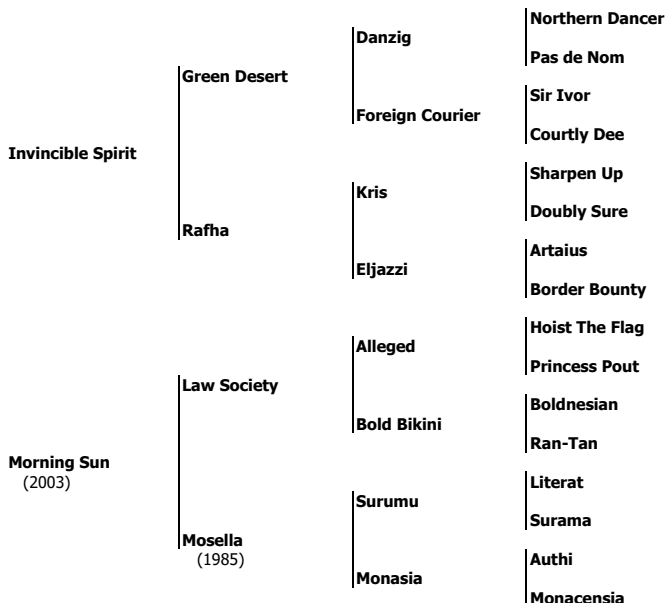 Northern Dancer
Danzig
Pas de Nom
Green Desert
Sir Ivor
Foreign Courier
Courtly Dee
Invincible Spirit
Sharpen Up
Kris
Doubly Sure
Rafha
Artaius
Eljazzi
Border Bounty
Hoist The Flag
Alleged
Princess Pout
Law Society
Boldnesian
Bold Bikini
Ran-Tan
Morning Sun
(2003)
Literat
Surumu
Surama
Mosella
(1985)
Authi
Monasia
Monacensia